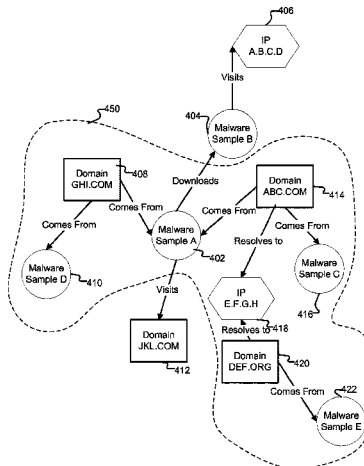 406
IP
A.B.C.D
Visits
450
404
Malware
Sample B
Domain
GHI.COM
408
Downloads
Domain
ABC.COM
414
Comes From
Comes From
Comes From
Malware
Sample A
402
Comes From
Resolves to
Malware
Sample D
410
Malware
Sample C
416
Visits
IP
E.F.G.H
418
Domain
JKL.COM
412
Resolves to
Domain
DEF.ORG
420
Comes From
422
Malware
Sample E